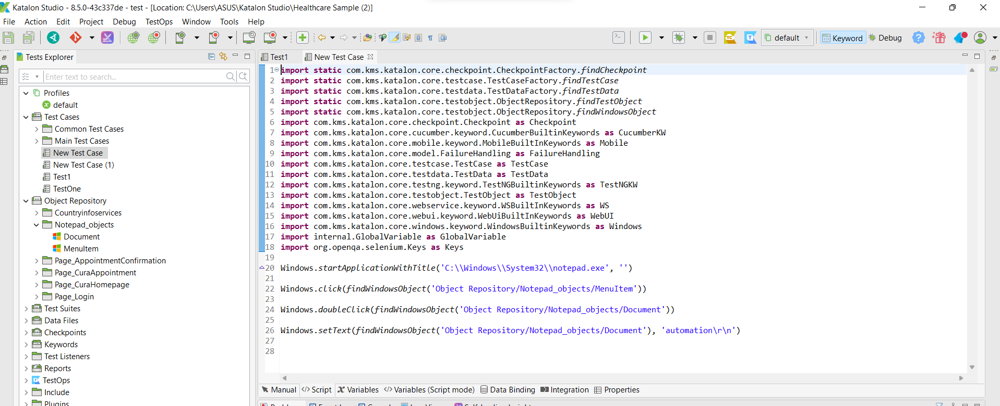 Katalon Studio - 8.5.0-43c337de - test - [Location: C:\Users\ASUS\Katalon Studio\Healthcare Sample (2)]
File Action Edit Project Debug TestOps Window Tools Help
TC T default Keyword Debug ?
Tests Explorer
Test1 New Test Case
Enter text to search...
Profiles
default
Test Cases
Common Test Cases
Main Test Cases
New Test Case
New Test Case (1)
Test1
TestOne
Object Repository
Countryinfoservices
Notepad_objects
Document
MenuItem
Page_AppointmentConfirmation
Page_CuraAppointment
Page_CuraHomepage
Page_Login
Test Suites
Data Files
Checkpoints
Keywords
Test Listeners
Reports
TestOps
Include
Plugins
1 import static com.kms.katalon.core.checkpoint.CheckpointFactory.findCheckpoint
2 import static com.kms.katalon.core.testcase.TestCaseFactory.findTestCase
3 import static com.kms.katalon.core.testdata.TestDataFactory.findTestData
4 import static com.kms.katalon.core.testobject.ObjectRepository.findTestObject
5 import static com.kms.katalon.core.testobject.ObjectRepository.findWindowsObject
6 import com.kms.katalon.core.checkpoint.Checkpoint as Checkpoint
7 import com.kms.katalon.core.cucumber.keyword.CucumberBuiltinKeywords as CucumberKW
8 import com.kms.katalon.core.mobile.keyword.MobileBuiltInKeywords as Mobile
9 import com.kms.katalon.core.model.FailureHandling as FailureHandling
10 import com.kms.katalon.core.testcase.TestCase as TestCase
11 import com.kms.katalon.core.testdata.TestData as TestData
12 import com.kms.katalon.core.testng.keyword.TestNGBuiltinKeywords as TestNGKW
13 import com.kms.katalon.core.testobject.TestObject as TestObject
14 import com.kms.katalon.core.webservice.keyword.WSBuiltInKeywords as WS
15 import com.kms.katalon.core.webui.keyword.WebUiBuiltInKeywords as WebUI
16 import com.kms.katalon.core.windows.keyword.WindowsBuiltinKeywords as Windows
17 import internal.GlobalVariable as GlobalVariable
18 import org.openqa.selenium.Keys as Keys
19
20 Windows.startApplicationWithTitle('C:\\Windows\\System32\\notepad.exe', '')
21
22 Windows.click(findWindowsObject('Object Repository/Notepad_objects/MenuItem'))
23
24 Windows.doubleClick(findWindowsObject('Object Repository/Notepad_objects/Document'))
25
26 Windows.setText(findWindowsObject('Object Repository/Notepad_objects/Document'), 'automation\r\n')
27
28
Manual </> Script Variables </> Variables (Script mode) Data Binding Integration Properties